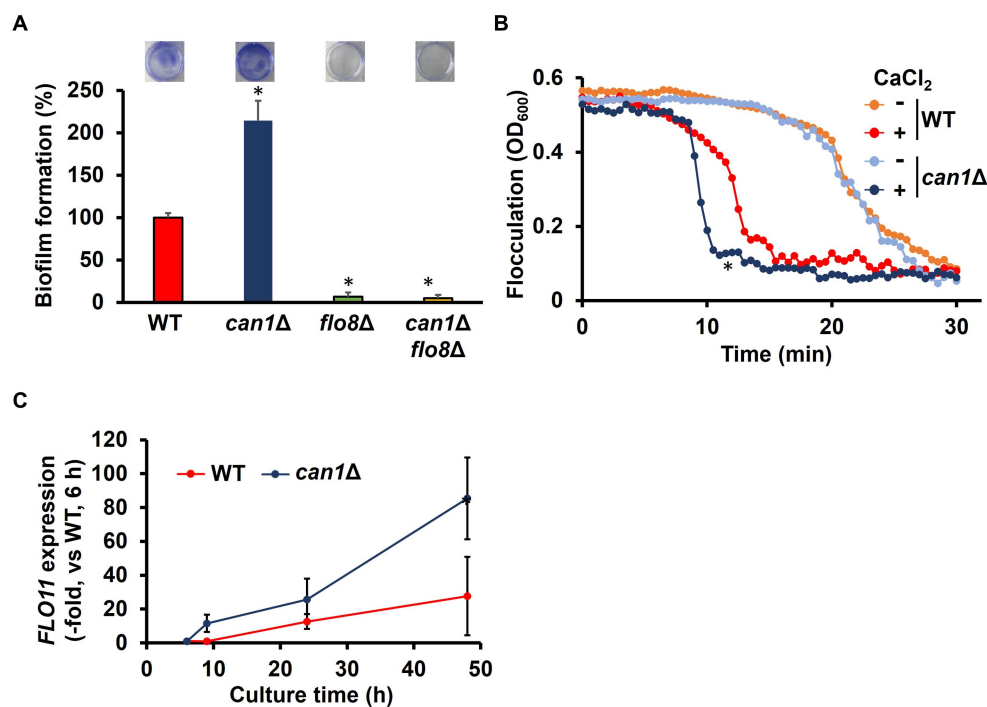 A
Biofilm formation (%)
250
200
150
100
50
0
*
*
*
WT
can1Δ
flo8Δ
can1Δ
flo8Δ
B
Flocculation (OD600)
0.6
0.4
0.2
0
0
10
20
30
Time (min)
CaCl2
-
+
WT
-
+
can1Δ
*
C
FLO11 expression
(-fold, vs WT, 6 h)
120
100
80
60
40
20
0
WT
can1Δ
*
0
10
20
30
40
50
Culture time (h)